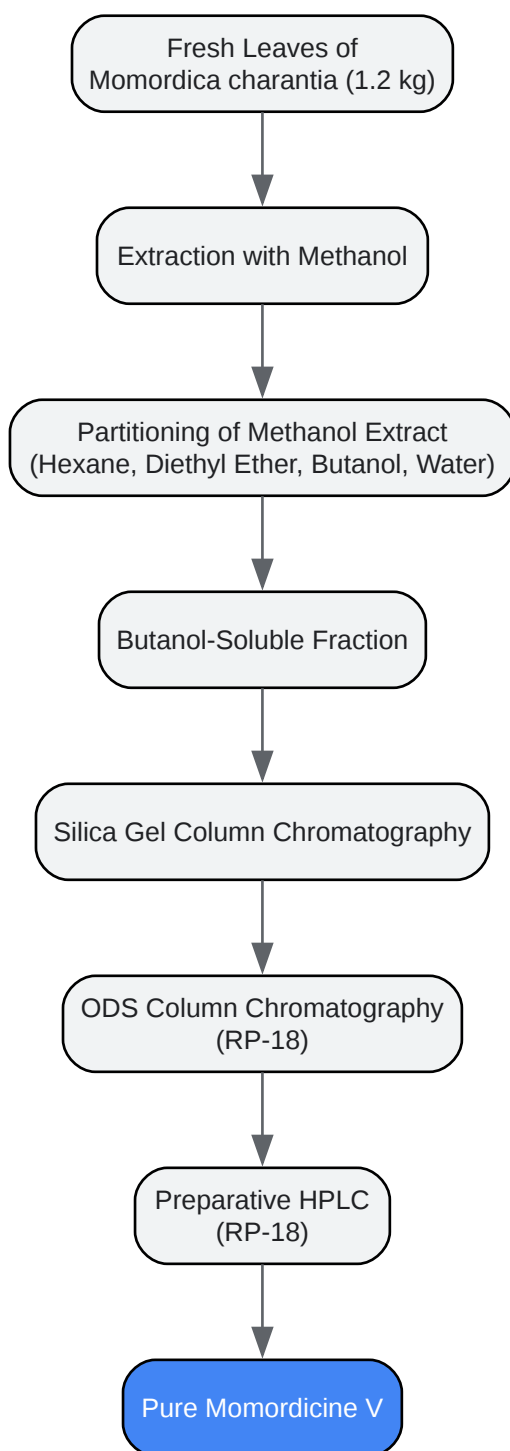 Fresh Leaves of
Momordica charantia (1.2 kg)
Extraction with Methanol
Partitioning of Methanol Extract
(Hexane, Diethyl Ether, Butanol, Water)
Butanol-Soluble Fraction
Silica Gel Column Chromatography
ODS Column Chromatography
(RP-18)
Preparative HPLC
(RP-18)
Pure Momordicine V